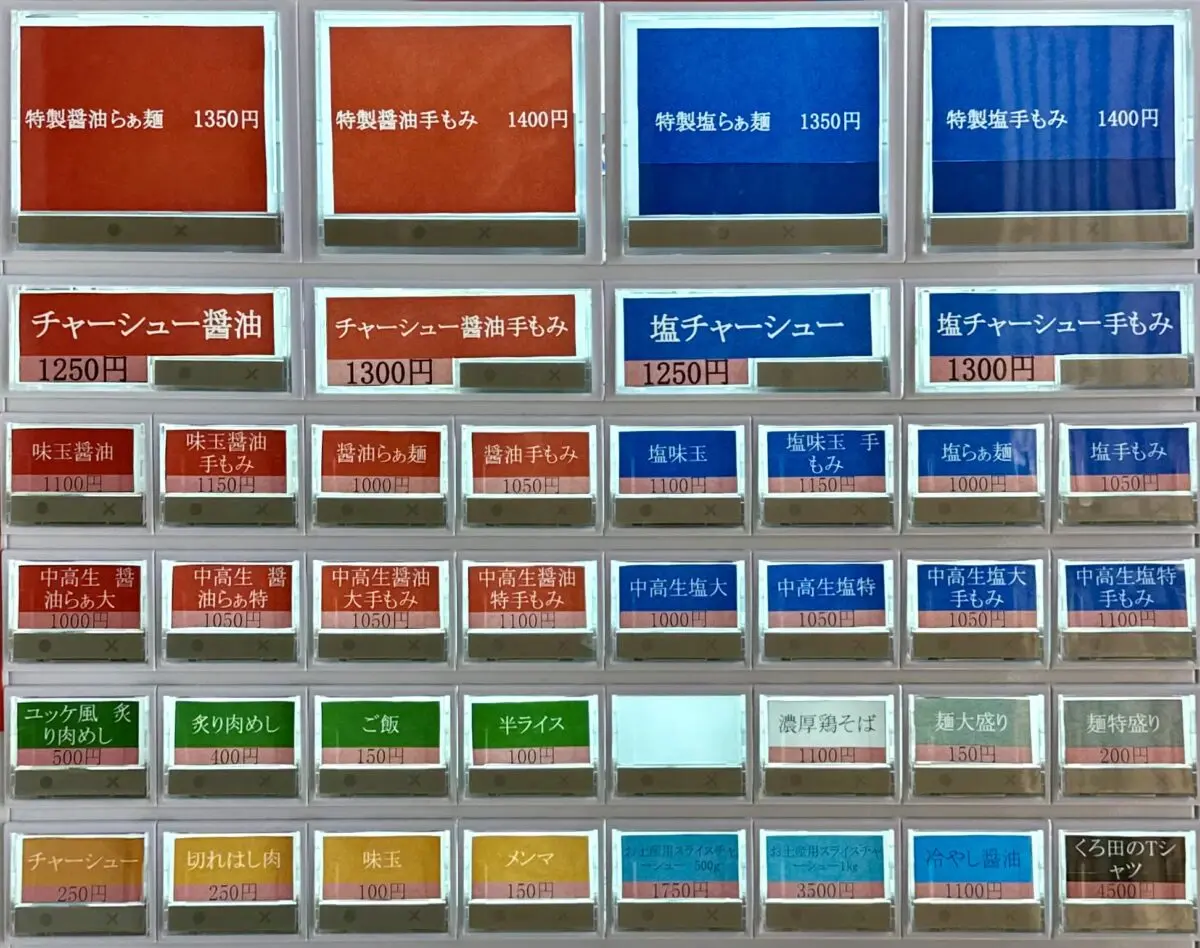 特製醤油らぁ麺 1350円
特製醤油手もみ 1400円
特製塩らぁ麺 1350円
特製塩手もみ 1400円
チャーシュー醤油
1250円
チャーシュー醤油手もみ
1300円
塩チャーシュー
1250円
塩チャーシュー手もみ
1300円
味玉醤油
1100円
味玉醤油
手もみ
1150円
醤油らぁ麺
1000円
醤油手もみ
1050円
塩味玉
1100円
塩味玉 手
もみ
1150円
塩らぁ麺
1000円
塩手もみ
1050円
中高生 醤
油らぁ大
1000円
中高生 醤
油らぁ特
1050円
中高生醤油
大手もみ
1050円
中高生醤油
特手もみ
1100円
中高生塩大
1000円
中高生塩特
1050円
中高生塩大
手もみ
1050円
中高生塩特
手もみ
1100円
ユッケ風 炙
り肉めし
500円
炙り肉めし
400円
ご飯
150円
半ライス
100円
濃厚鶏そば
1100円
麺大盛り
150円
麺特盛り
200円
チャーシュー
250円
切れはし肉
250円
味玉
100円
メンマ
150円
お土産用スライスチャ
ーシュー 500g
1750円
お土産用スライスチャ
ーシュー1kg
3500円
冷やし醤油
1100円
くろ田のTシ
ャツ
4500円